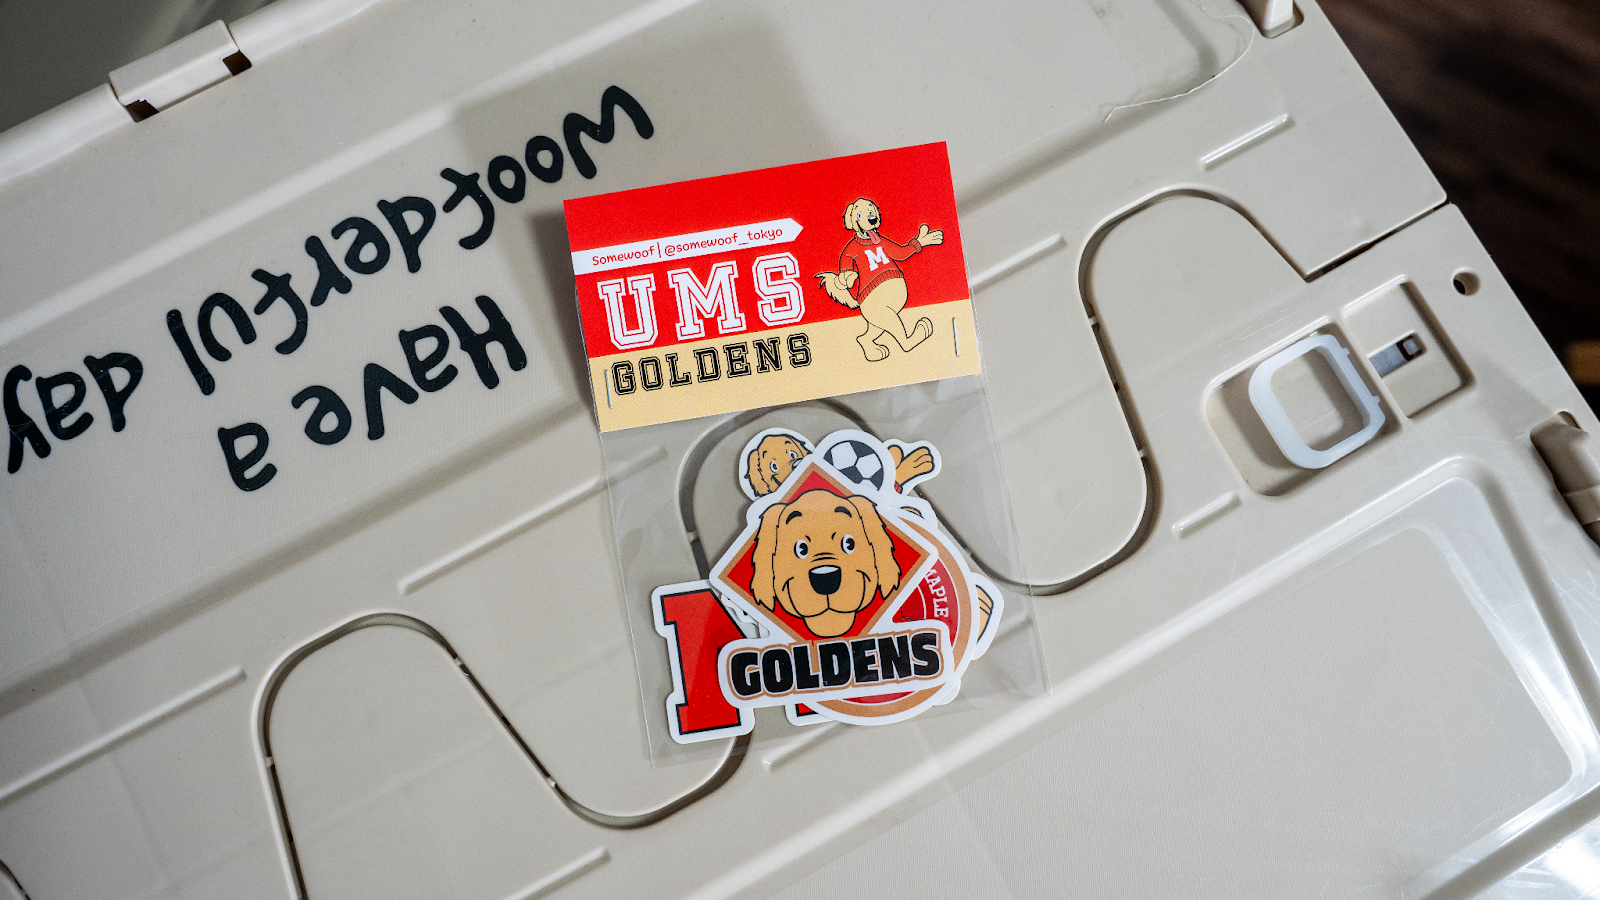 Have a
Woofderful day
Somewoof | @somewoof_tokyo
UMS
GOLDENS
M
MAPLE
GOLDENS